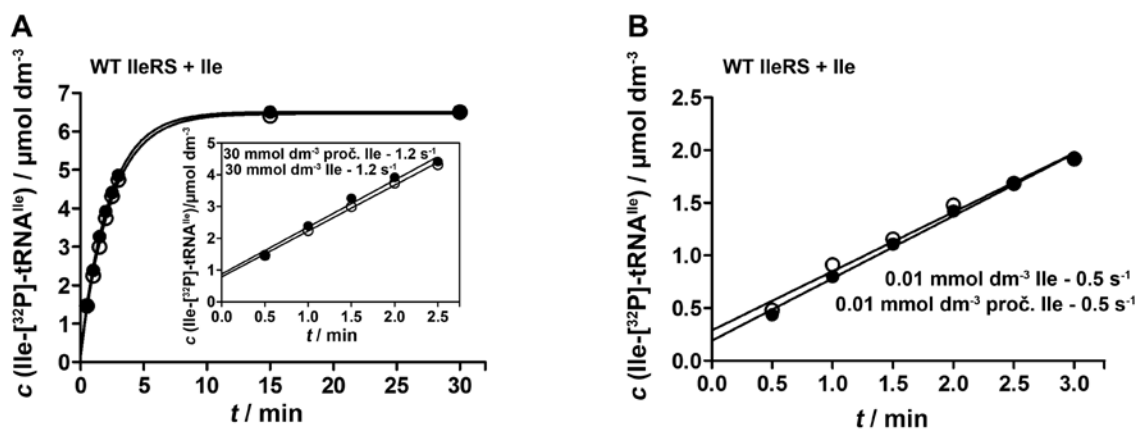 A
WT IleRS + Ile
c (Ile-[³²P]-tRNAᴵˡᵉ) / µmol dm⁻³
7
6
5
4
3
2
1
0
0 5 10 15 20 25 30
t / min
c (Ile-[³²P]-tRNAᴵˡᵉ)/µmol dm⁻³
5
4
3
2
1
0
30 mmol dm⁻³ proč. Ile - 1.2 s⁻¹
30 mmol dm⁻³ Ile - 1.2 s⁻¹
0.0 0.5 1.0 1.5 2.0 2.5
t / min
B
WT IleRS + Ile
c (Ile-[³²P]-tRNAᴵˡᵉ) / µmol dm⁻³
2.5
2.0
1.5
1.0
0.5
0.0
0.01 mmol dm⁻³ Ile - 0.5 s⁻¹
0.01 mmol dm⁻³ proč. Ile - 0.5 s⁻¹
0.0 0.5 1.0 1.5 2.0 2.5 3.0
t / min